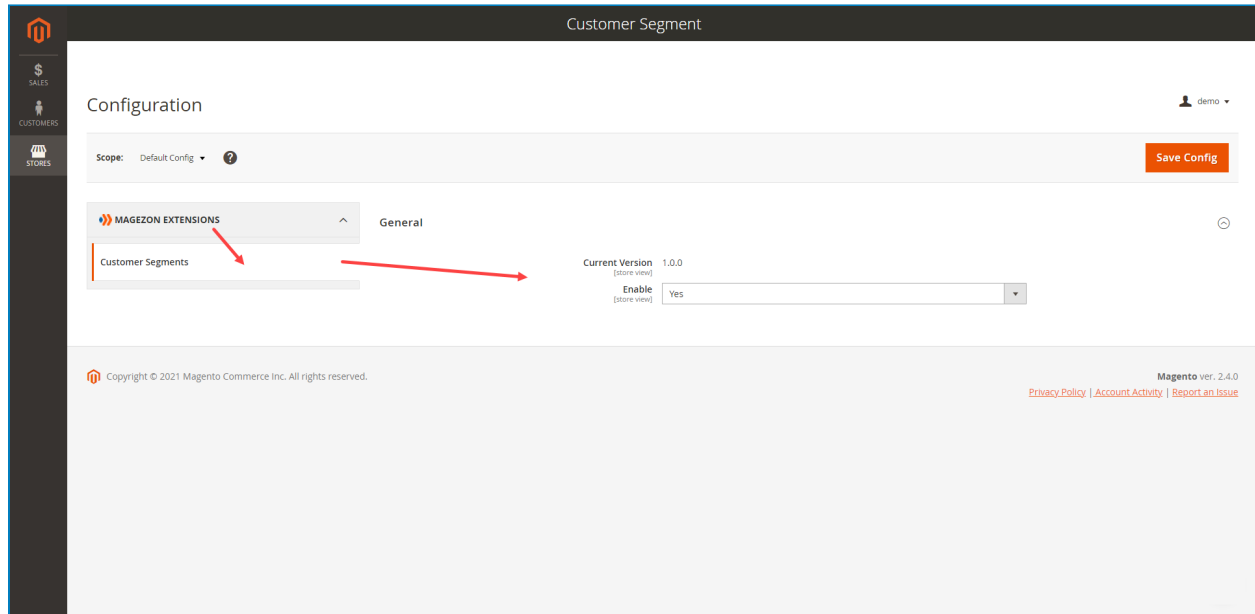 Customer Segment
$
SALES
CUSTOMERS
STORES
Configuration
demo
Scope: Default Config ?
Save Config
MAGEZON EXTENSIONS
Customer Segments
General
Current Version 1.0.0
[store view]
Enable Yes
[store view]
Copyright © 2021 Magento Commerce Inc. All rights reserved.
Magento ver. 2.4.0
Privacy Policy | Account Activity | Report an Issue